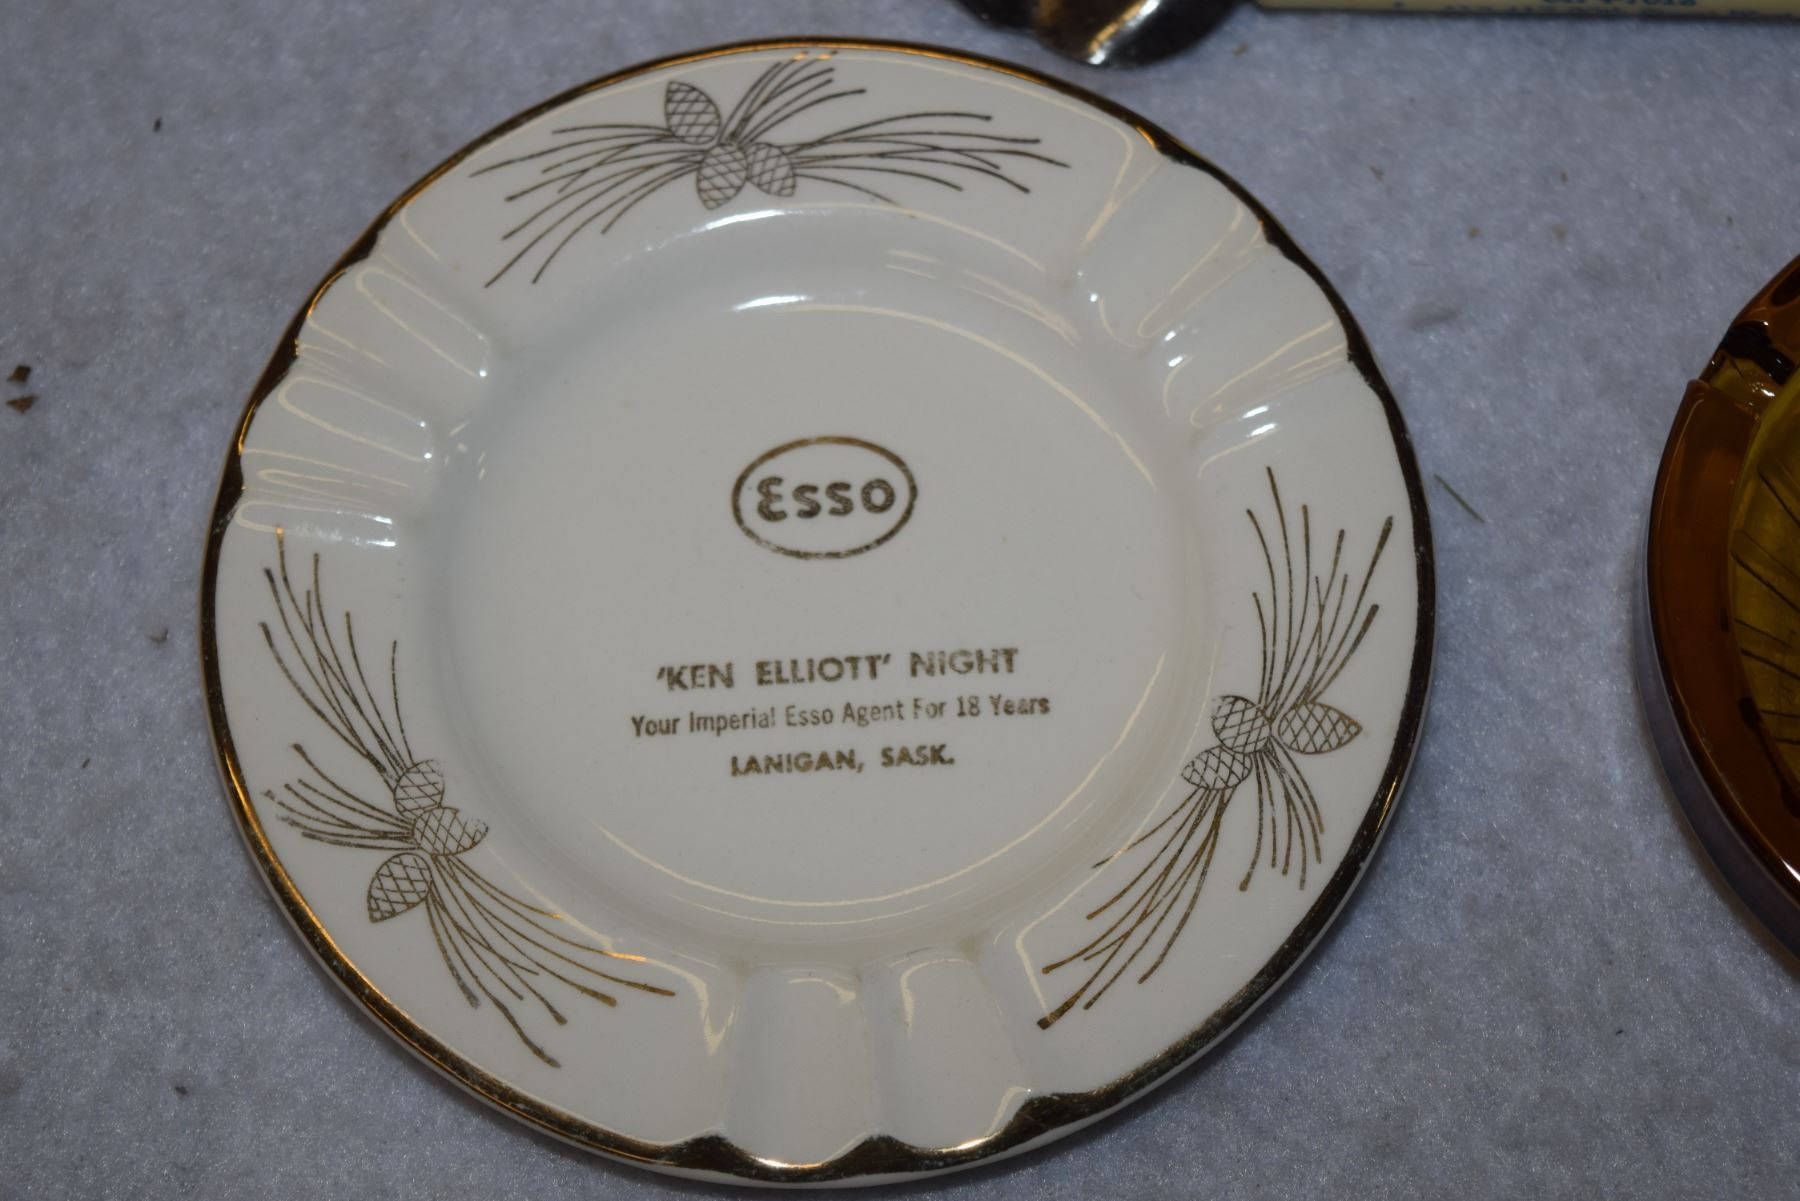 Esso
'KEN ELLIOTT' NIGHT
Your Imperial Esso Agent For 18 Years
LANIGAN, SASK.